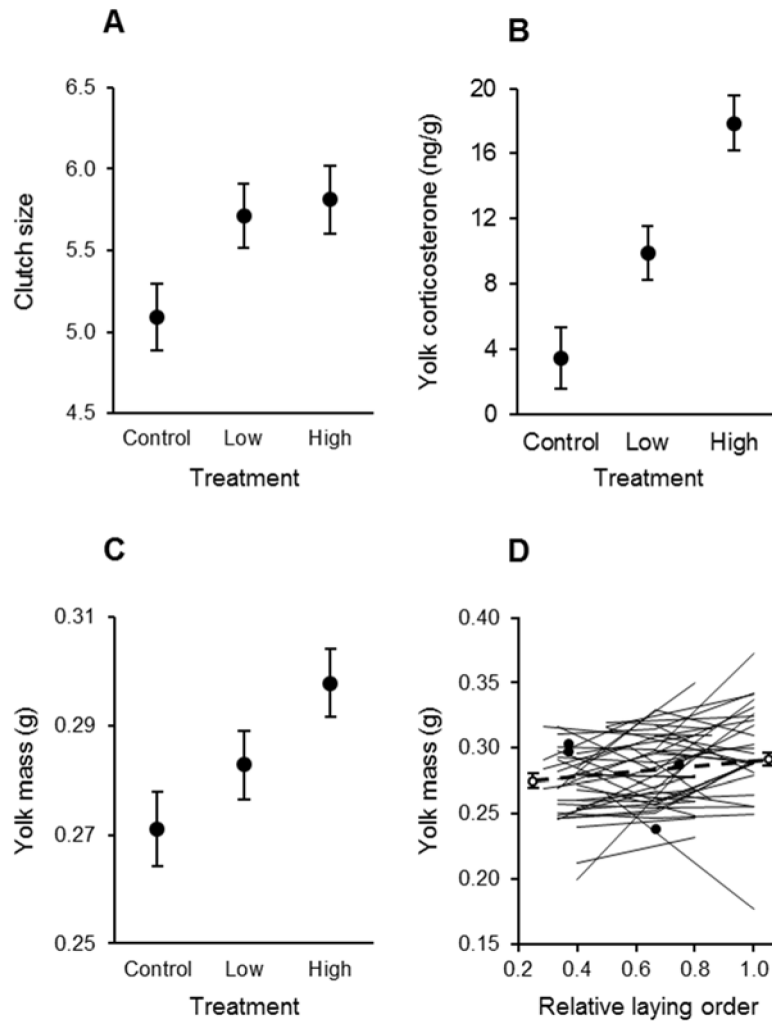 A
6.5
6.0
5.5
5.0
4.5
Clutch size
Control Low High
Treatment
B
20
16
12
8
4
0
Yolk corticosterone (ng/g)
Control Low High
Treatment
C
0.31
0.29
0.27
0.25
Yolk mass (g)
Control Low High
Treatment
D
0.40
0.35
0.30
0.25
0.20
0.15
Yolk mass (g)
0.2 0.4 0.6 0.8 1.0
Relative laying order